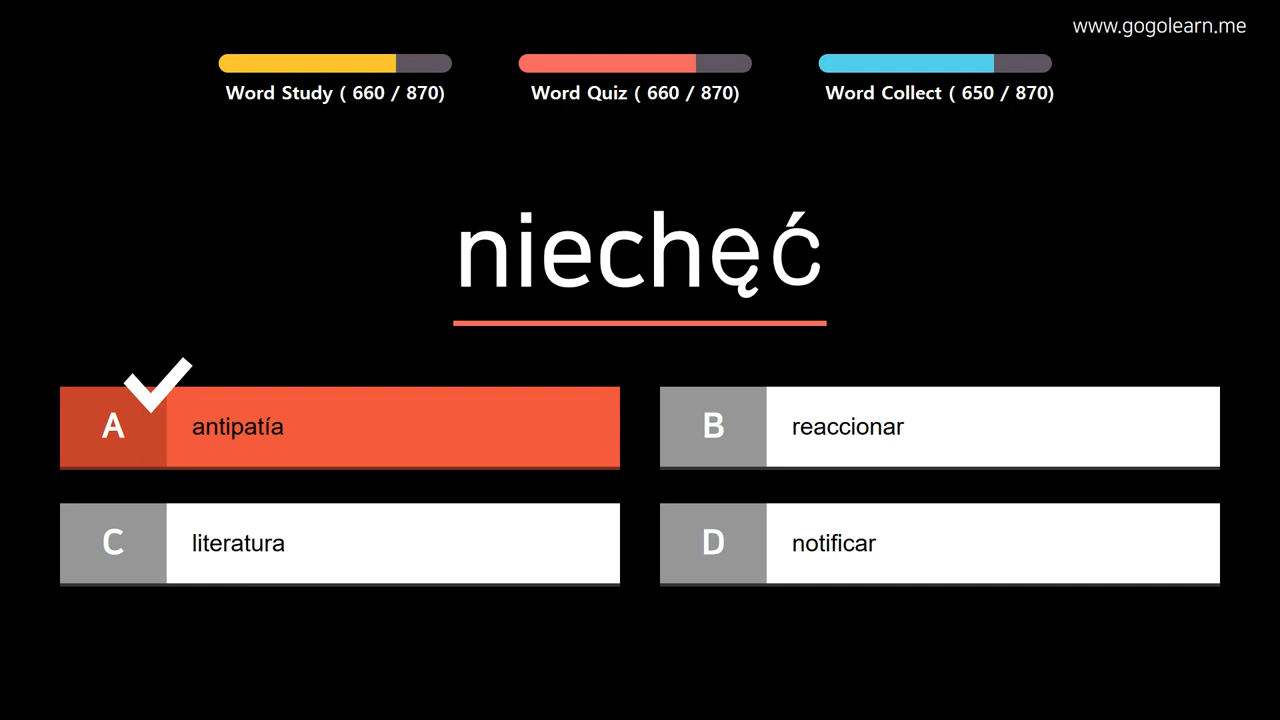 www.gogolearn.me
Word Study ( 660 / 870)
Word Quiz ( 660 / 870)
Word Collect ( 650 / 870)
niechęć
A antipatía
B reaccionar
C literatura
D notificar